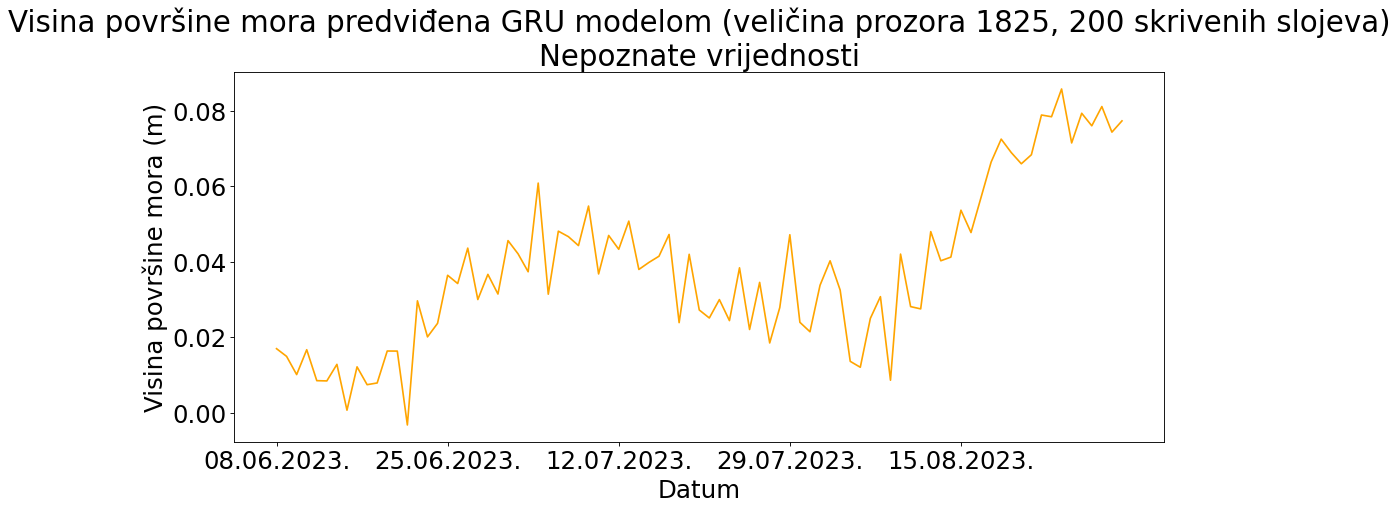 Visina površine mora predviđena GRU modelom (veličina prozora 1825, 200 skrivenih slojeva)
Nepoznate vrijednosti
Visina površine mora (m)
0.08
0.06
0.04
0.02
0.00
08.06.2023.
25.06.2023.
12.07.2023.
29.07.2023.
15.08.2023.
Datum